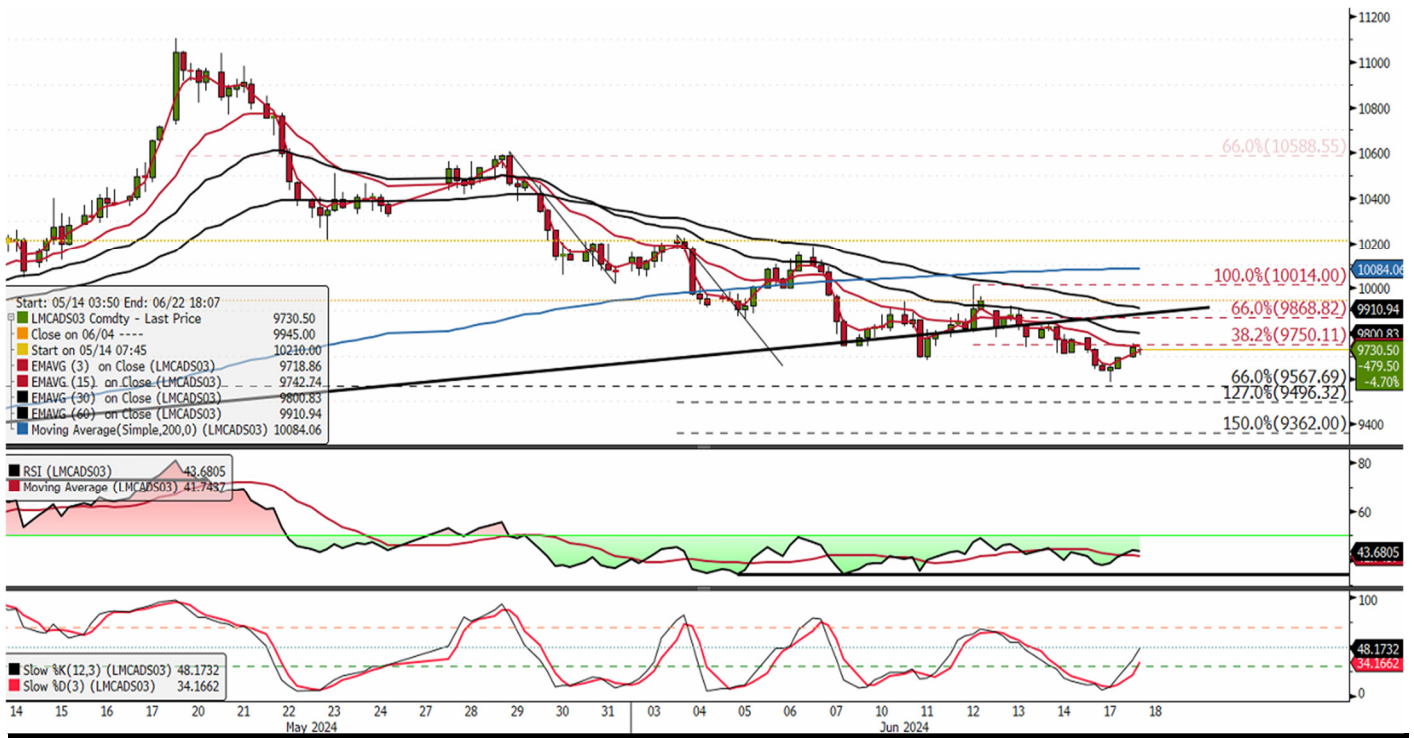 11200
11000
10800
10600
10400
10200
10084.06
10000
9910.94
9800.83
9730.50
-479.50
-4.70%
9400
66.0%(10588.55)
100.0%(10014.00)
66.0%(9868.82)
38.2%(9750.11)
66.0%(9567.69)
127.0%(9496.32)
150.0%(9362.00)
Start: 05/14 03:50 End: 06/22 18:07
LMCADS03 Comdty - Last Price 9730.50
Close on 06/04 ---- 9945.00
Start on 05/14 07:45 10210.00
EMAVG (3) on Close (LMCADS03) 9718.86
EMAVG (15) on Close (LMCADS03) 9742.74
EMAVG (30) on Close (LMCADS03) 9800.83
EMAVG (60) on Close (LMCADS03) 9910.94
Moving Average(Simple,200,0) (LMCADS03) 10084.06
RSI (LMCADS03) 43.6805
Moving Average (LMCADS03) 41.7437
80
60
43.6805
Slow %K(12,3) (LMCADS03) 48.1732
Slow %D(3) (LMCADS03) 34.1662
100
48.1732
34.1662
0
14 15 16 17 20 21 22 23 24 27 28 29 30 31 03 04 05 06 07 10 11 12 13 14 17 18
May 2024 Jun 2024